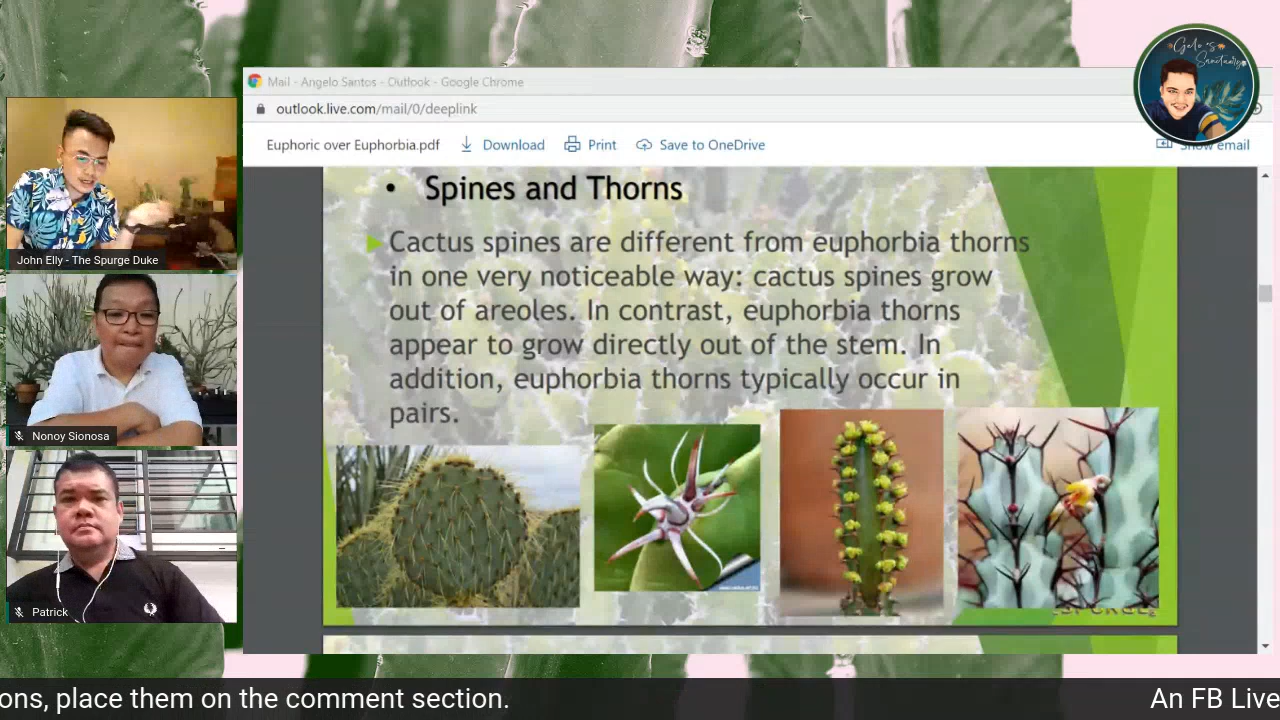 Gelo's
Sanctuary
Mail - Angelo Santos - Outlook - Google Chrome
outlook.live.com/mail/0/deeplink
Euphoric over Euphorbia.pdf Download Print Save to OneDrive Show email
• Spines and Thorns
Cactus spines are different from euphorbia thorns
in one very noticeable way: cactus spines grow
out of areoles. In contrast, euphorbia thorns
appear to grow directly out of the stem. In
addition, euphorbia thorns typically occur in
pairs.
John Elly - The Spurge Duke
Nonoy Sionosa
Patrick
ons, place them on the comment section. An FB Live